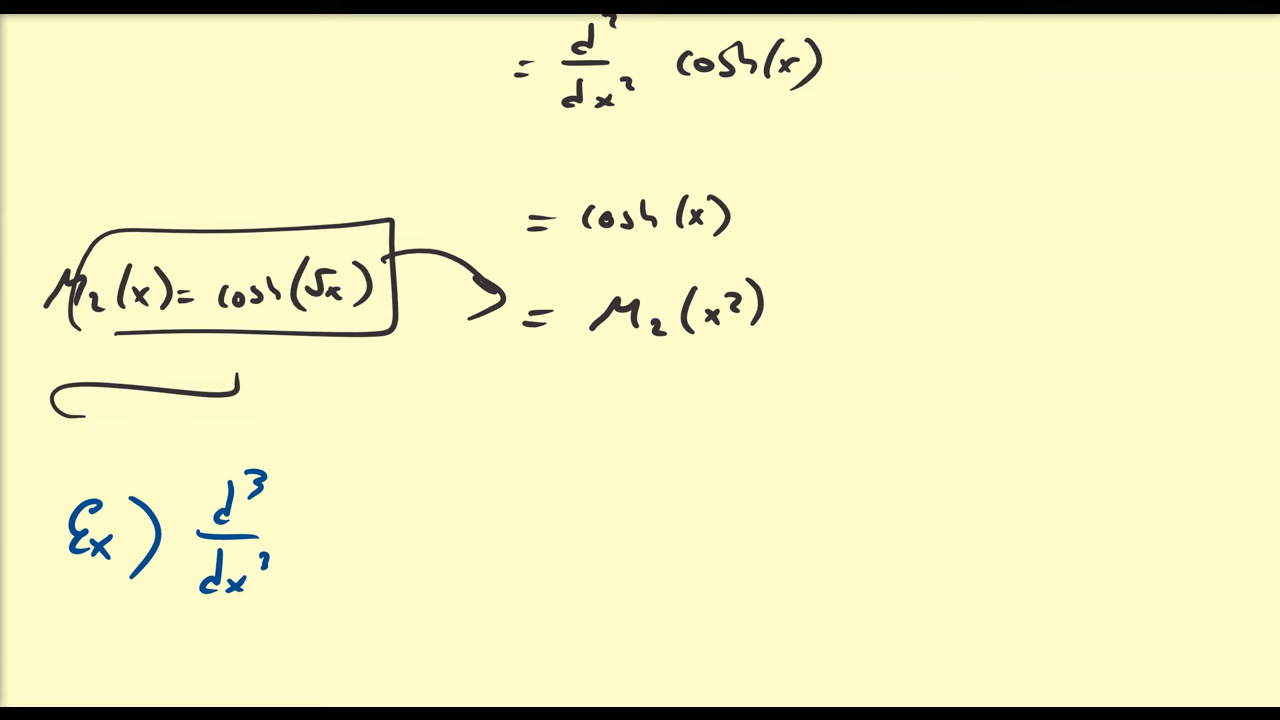 = d²/dx² cosh(x)
= cosh(x)
M₂(x) = cosh(√x)
= M₂(x²)
Ex) d³/dx³